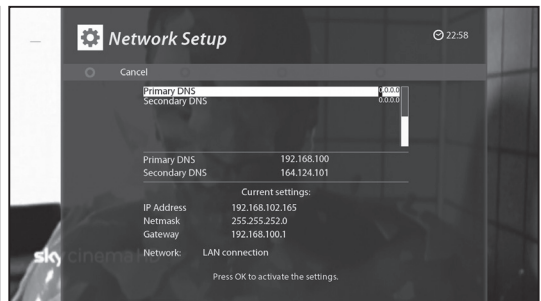 Network Setup
22:58
Cancel
Primary DNS 0.0.0.0
Secondary DNS 0.0.0.0
Primary DNS 192.168.100
Secondary DNS 164.124.101
Current settings:
IP Address 192.168.102.165
Netmask 255.255.252.0
Gateway 192.168.100.1
Network: LAN connection
sky cinema HD
Press OK to activate the settings.